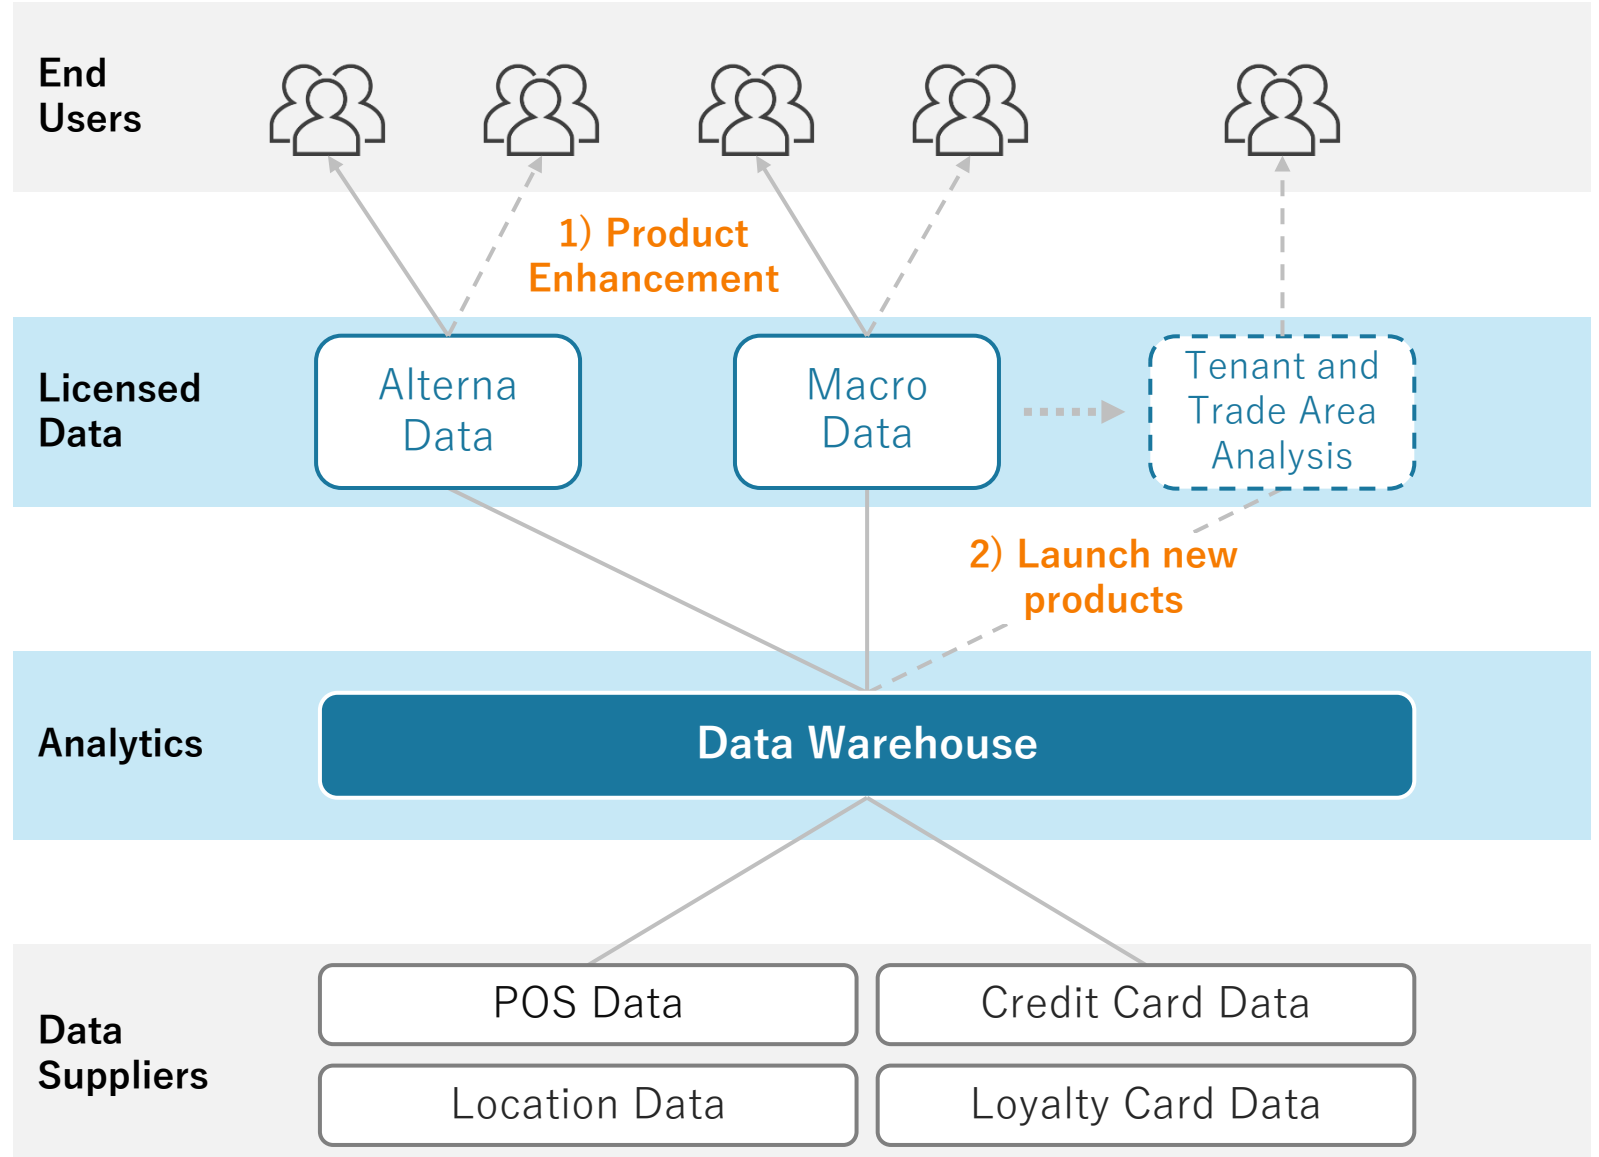 End
Users
1) Product
Enhancement
Licensed
Data
Alterna
Data
Macro
Data
Tenant and
Trade Area
Analysis
2) Launch new
products
Analytics
Data Warehouse
Data
Suppliers
POS Data
Credit Card Data
Location Data
Loyalty Card Data